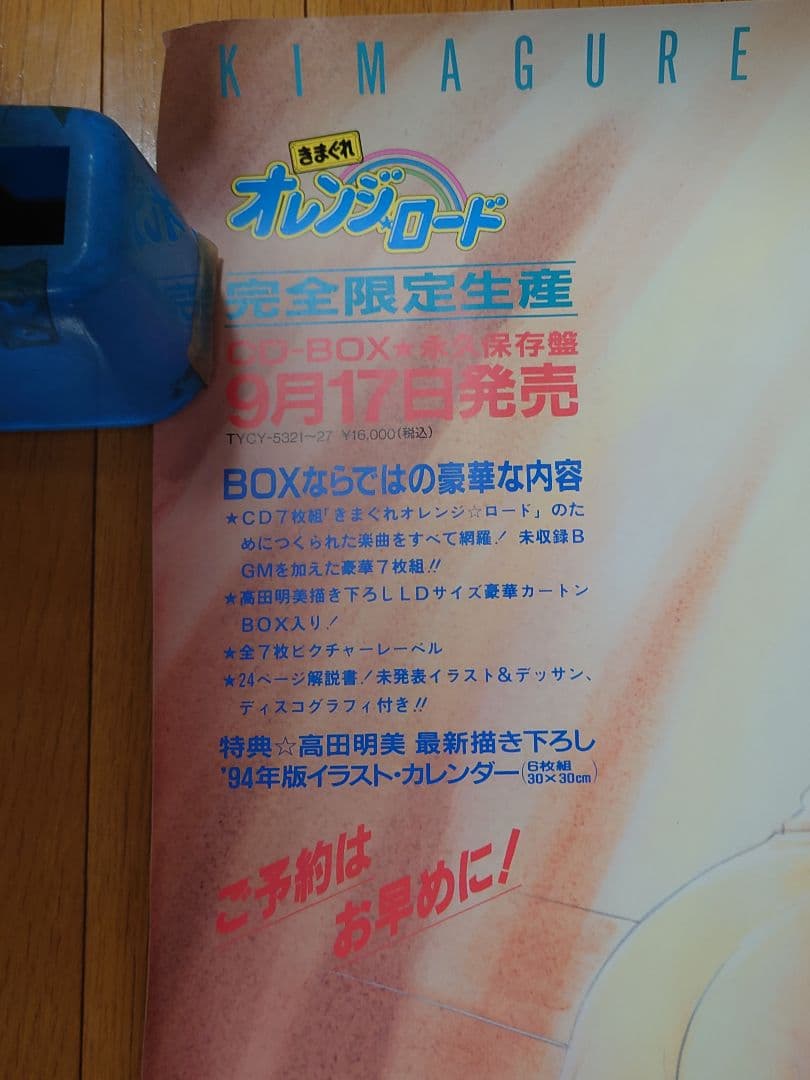 KIMAGURE
きまぐれ
オレンジ☆ロード
完全限定生産
CD-BOX★永久保存盤
9月17日発売
TYCY-5321〜27 ¥16,000(税込)
BOXならではの豪華な内容
★CD7枚組「きまぐれオレンジ☆ロード」のた
めにつくられた楽曲をすべて網羅! 未収録B
GMを加えた豪華7枚組!!
★高田明美描き下ろしLDサイズ豪華カートン
BOX入り!
★全7枚ピクチャーレーベル
★24ページ解説書!未発表イラスト&デッサン、
ディスコグラフィ付き!!
特典☆高田明美 最新描き下ろし
'94年版イラスト・カレンダー(6枚組 30×30cm)
ご予約は
お早めに!